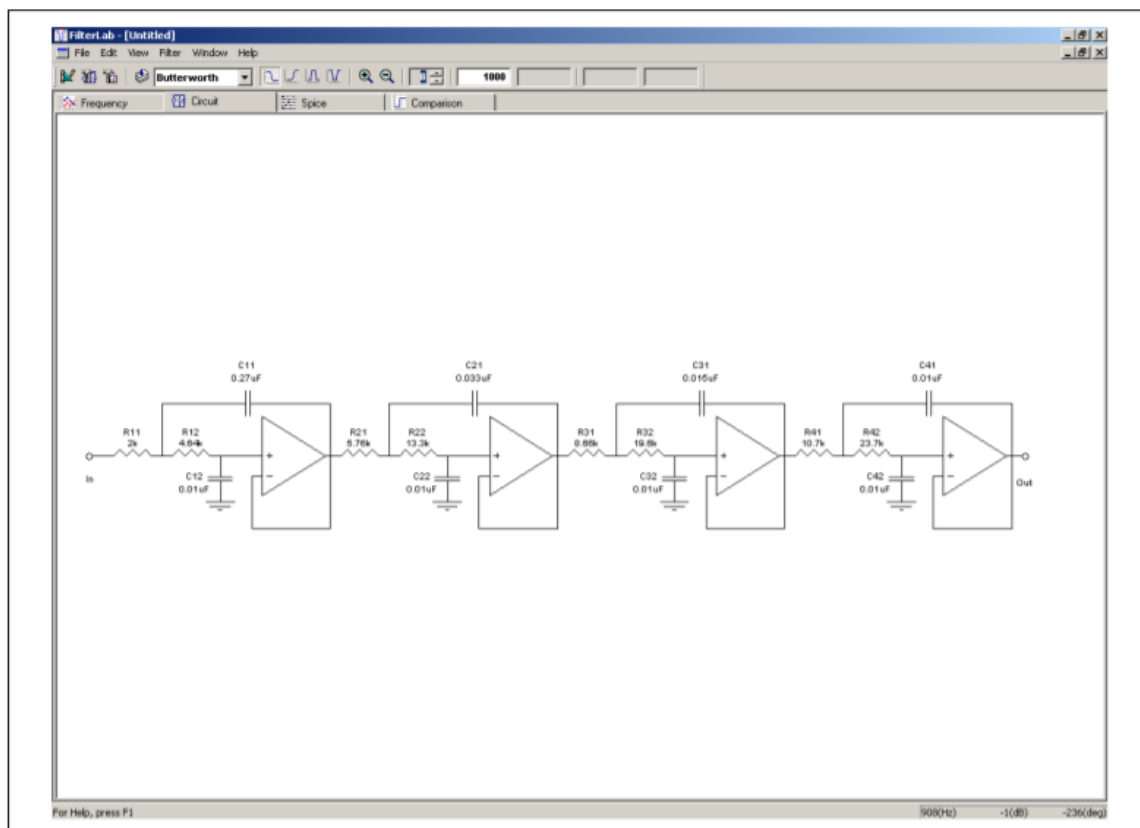 FilterLab - [Untitled]
File Edit View Filter Window Help
Butterworth 1000
Frequency Circuit Spice Comparison
C11
0.27uF
C21
0.033uF
C31
0.015uF
C41
0.01uF
R11
2k
R12
4.64k
R21
5.76k
R22
13.3k
R31
8.66k
R32
19.6k
R41
10.7k
R42
23.7k
In
C12
0.01uF
C22
0.01uF
C32
0.01uF
C42
0.01uF
Out
For Help, press F1
908(Hz) -1(dB) -236(deg)